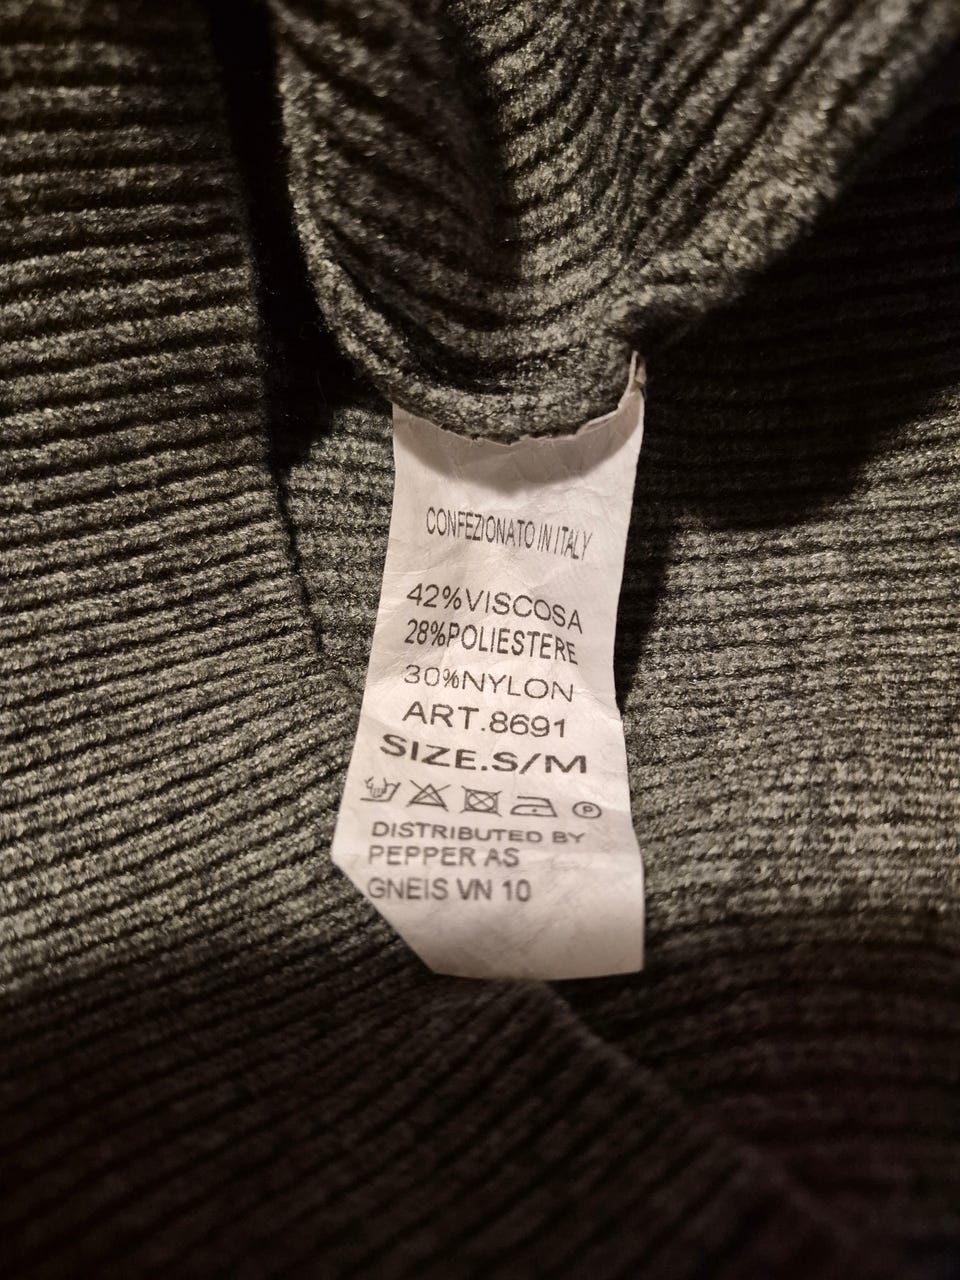 CONFEZIONATO IN ITALY
42%VISCOSA
28%POLIESTERE
30%NYLON
ART.8691
SIZE.S/M
P
DISTRIBUTED BY
PEPPER AS
GNEIS VN 10